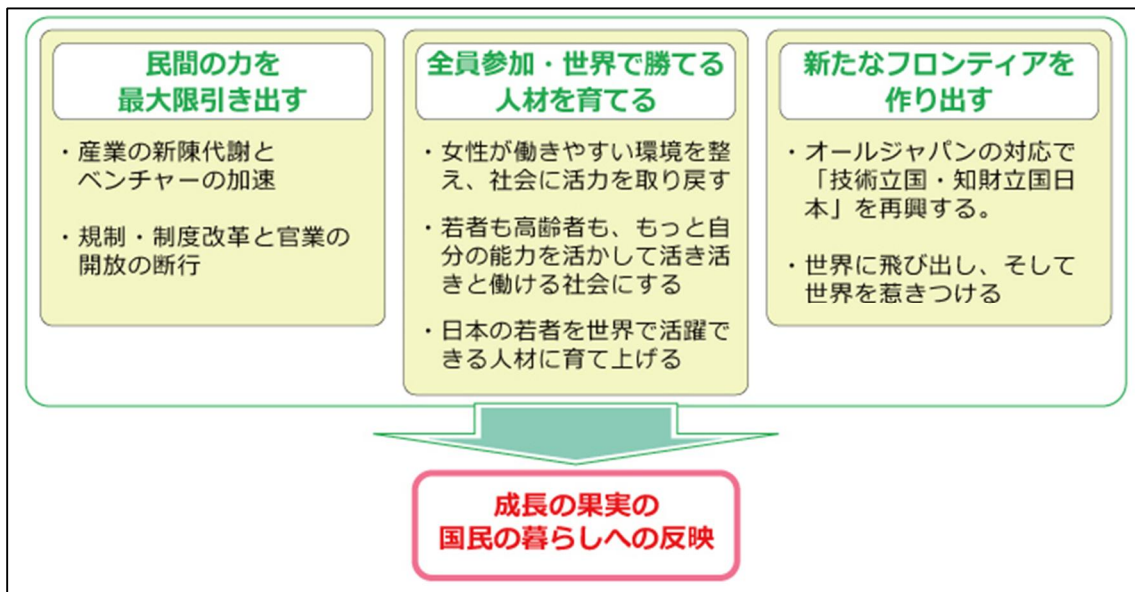 民間の力を
最大限引き出す
・産業の新陳代謝と
ベンチャーの加速
・規制・制度改革と官業の
開放の断行
全員参加・世界で勝てる
人材を育てる
・女性が働きやすい環境を整
え、社会に活力を取り戻す
・若者も高齢者も、もっと自
分の能力を活かして活き活
きと働ける社会にする
・日本の若者を世界で活躍で
きる人材に育て上げる
新たなフロンティアを
作り出す
・オールジャパンの対応で
「技術立国・知財立国日
本」を再興する。
・世界に飛び出し、そして
世界を惹きつける
成長の果実の
国民の暮らしへの反映